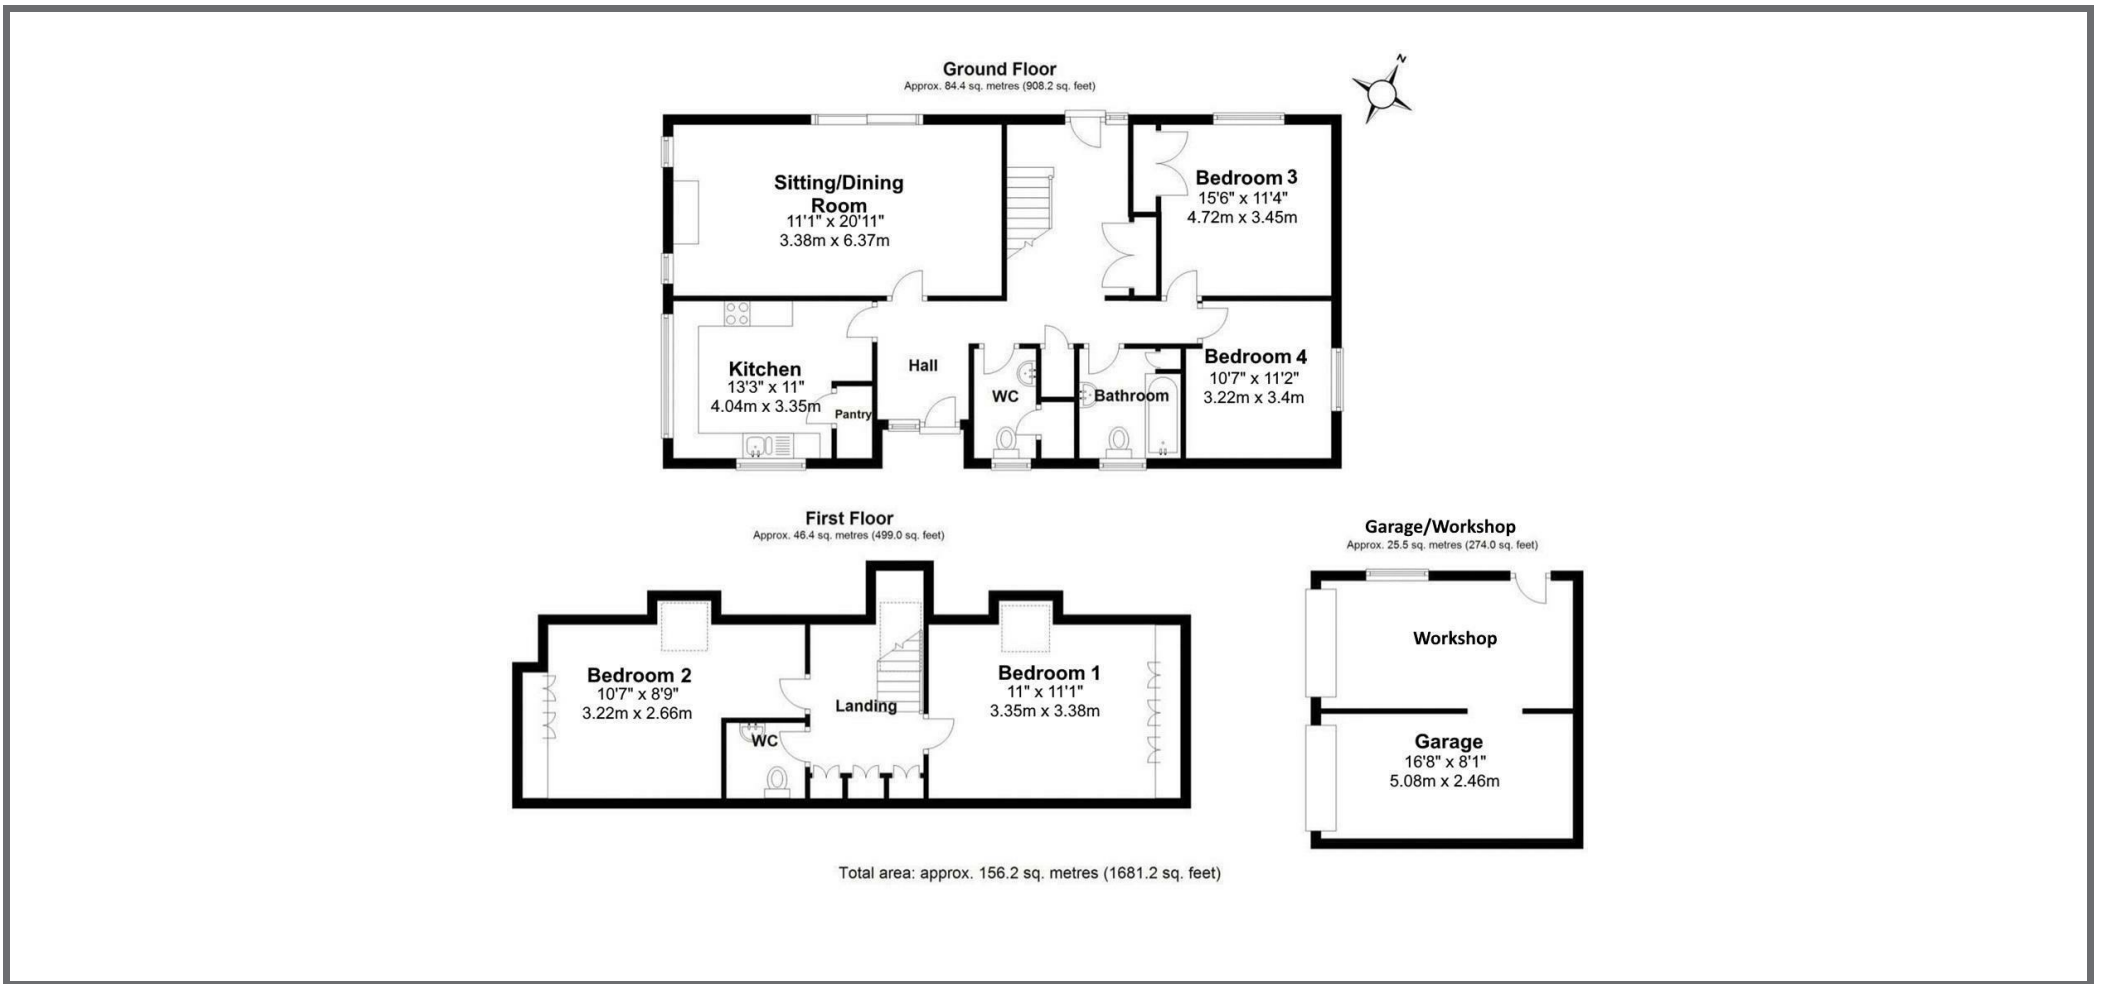 Ground Floor
Approx. 84.4 sq. metres (908.2 sq. feet)
N
Sitting/Dining
Room
11'1" x 20'11"
3.38m x 6.37m
Bedroom 3
15'6" x 11'4"
4.72m x 3.45m
Kitchen
13'3" x 11"
4.04m x 3.35m
Pantry
Hall
WC
Bathroom
Bedroom 4
10'7" x 11'2"
3.22m x 3.4m
First Floor
Approx. 46.4 sq. metres (499.0 sq. feet)
Bedroom 2
10'7" x 8'9"
3.22m x 2.66m
WC
Landing
Bedroom 1
11" x 11'1"
3.35m x 3.38m
Garage/Workshop
Approx. 25.5 sq. metres (274.0 sq. feet)
Workshop
Garage
16'8" x 8'1"
5.08m x 2.46m
Total area: approx. 156.2 sq. metres (1681.2 sq. feet)